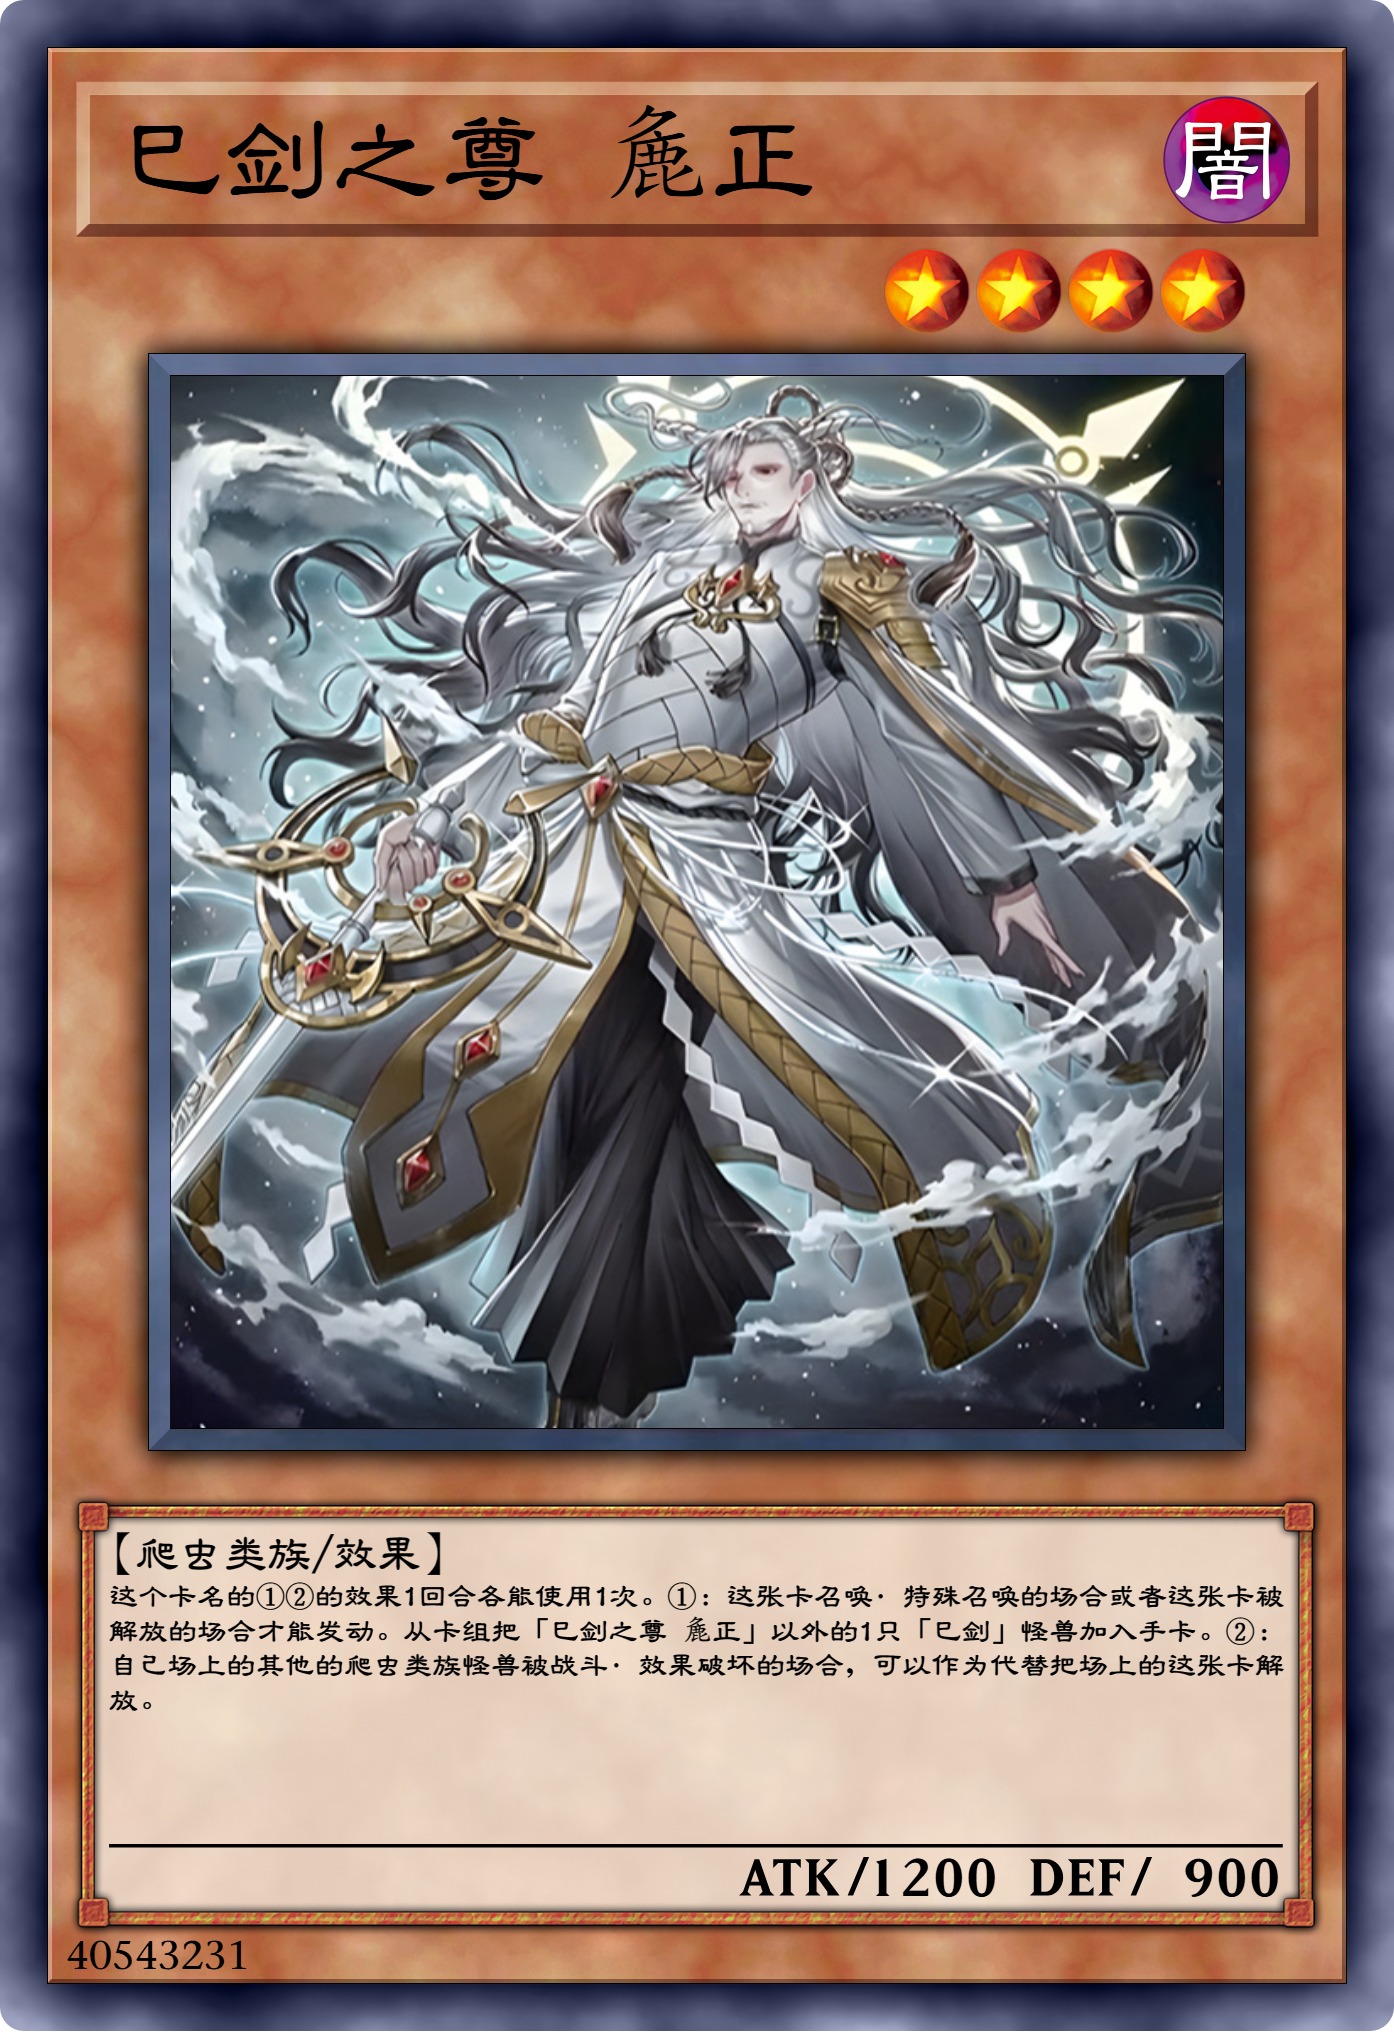 巳剑之尊 麁正
闇
【爬虫类族/效果】
这个卡名的①②的效果1回合各能使用1次。①：这张卡召唤·特殊召唤的场合或者这张卡被
解放的场合才能发动。从卡组把「巳剑之尊 麁正」以外的1只「巳剑」怪兽加入手卡。②：
自己场上的其他的爬虫类族怪兽被战斗·效果破坏的场合，可以作为代替把场上的这张卡解
放。
ATK/1200 DEF/ 900
40543231